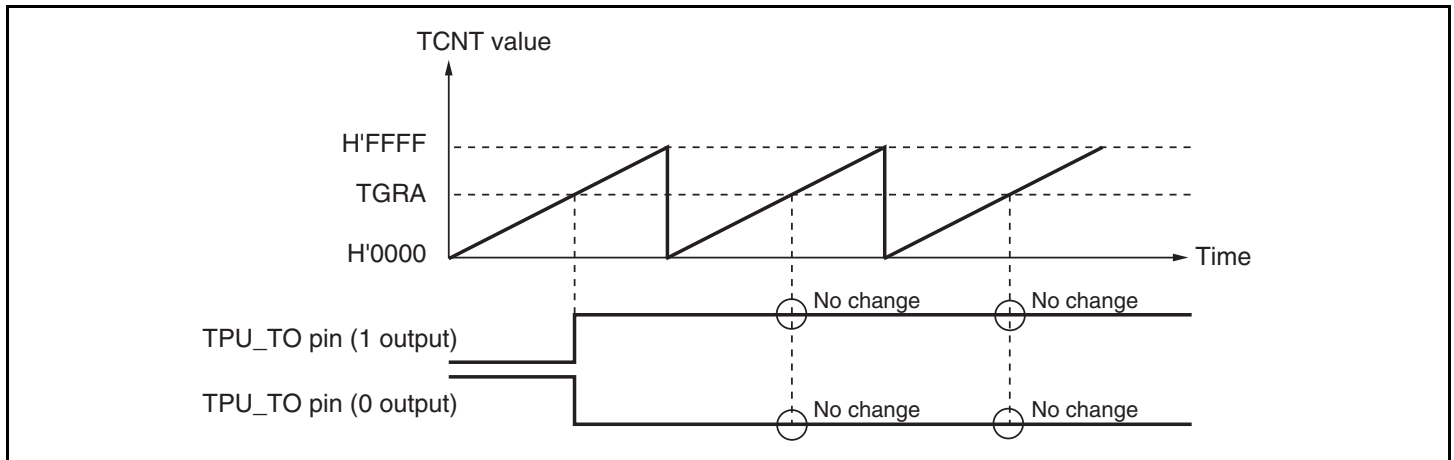 TCNT value
H'FFFF
TGRA
H'0000
Time
No change
No change
TPU_TO pin (1 output)
TPU_TO pin (0 output)
No change
No change